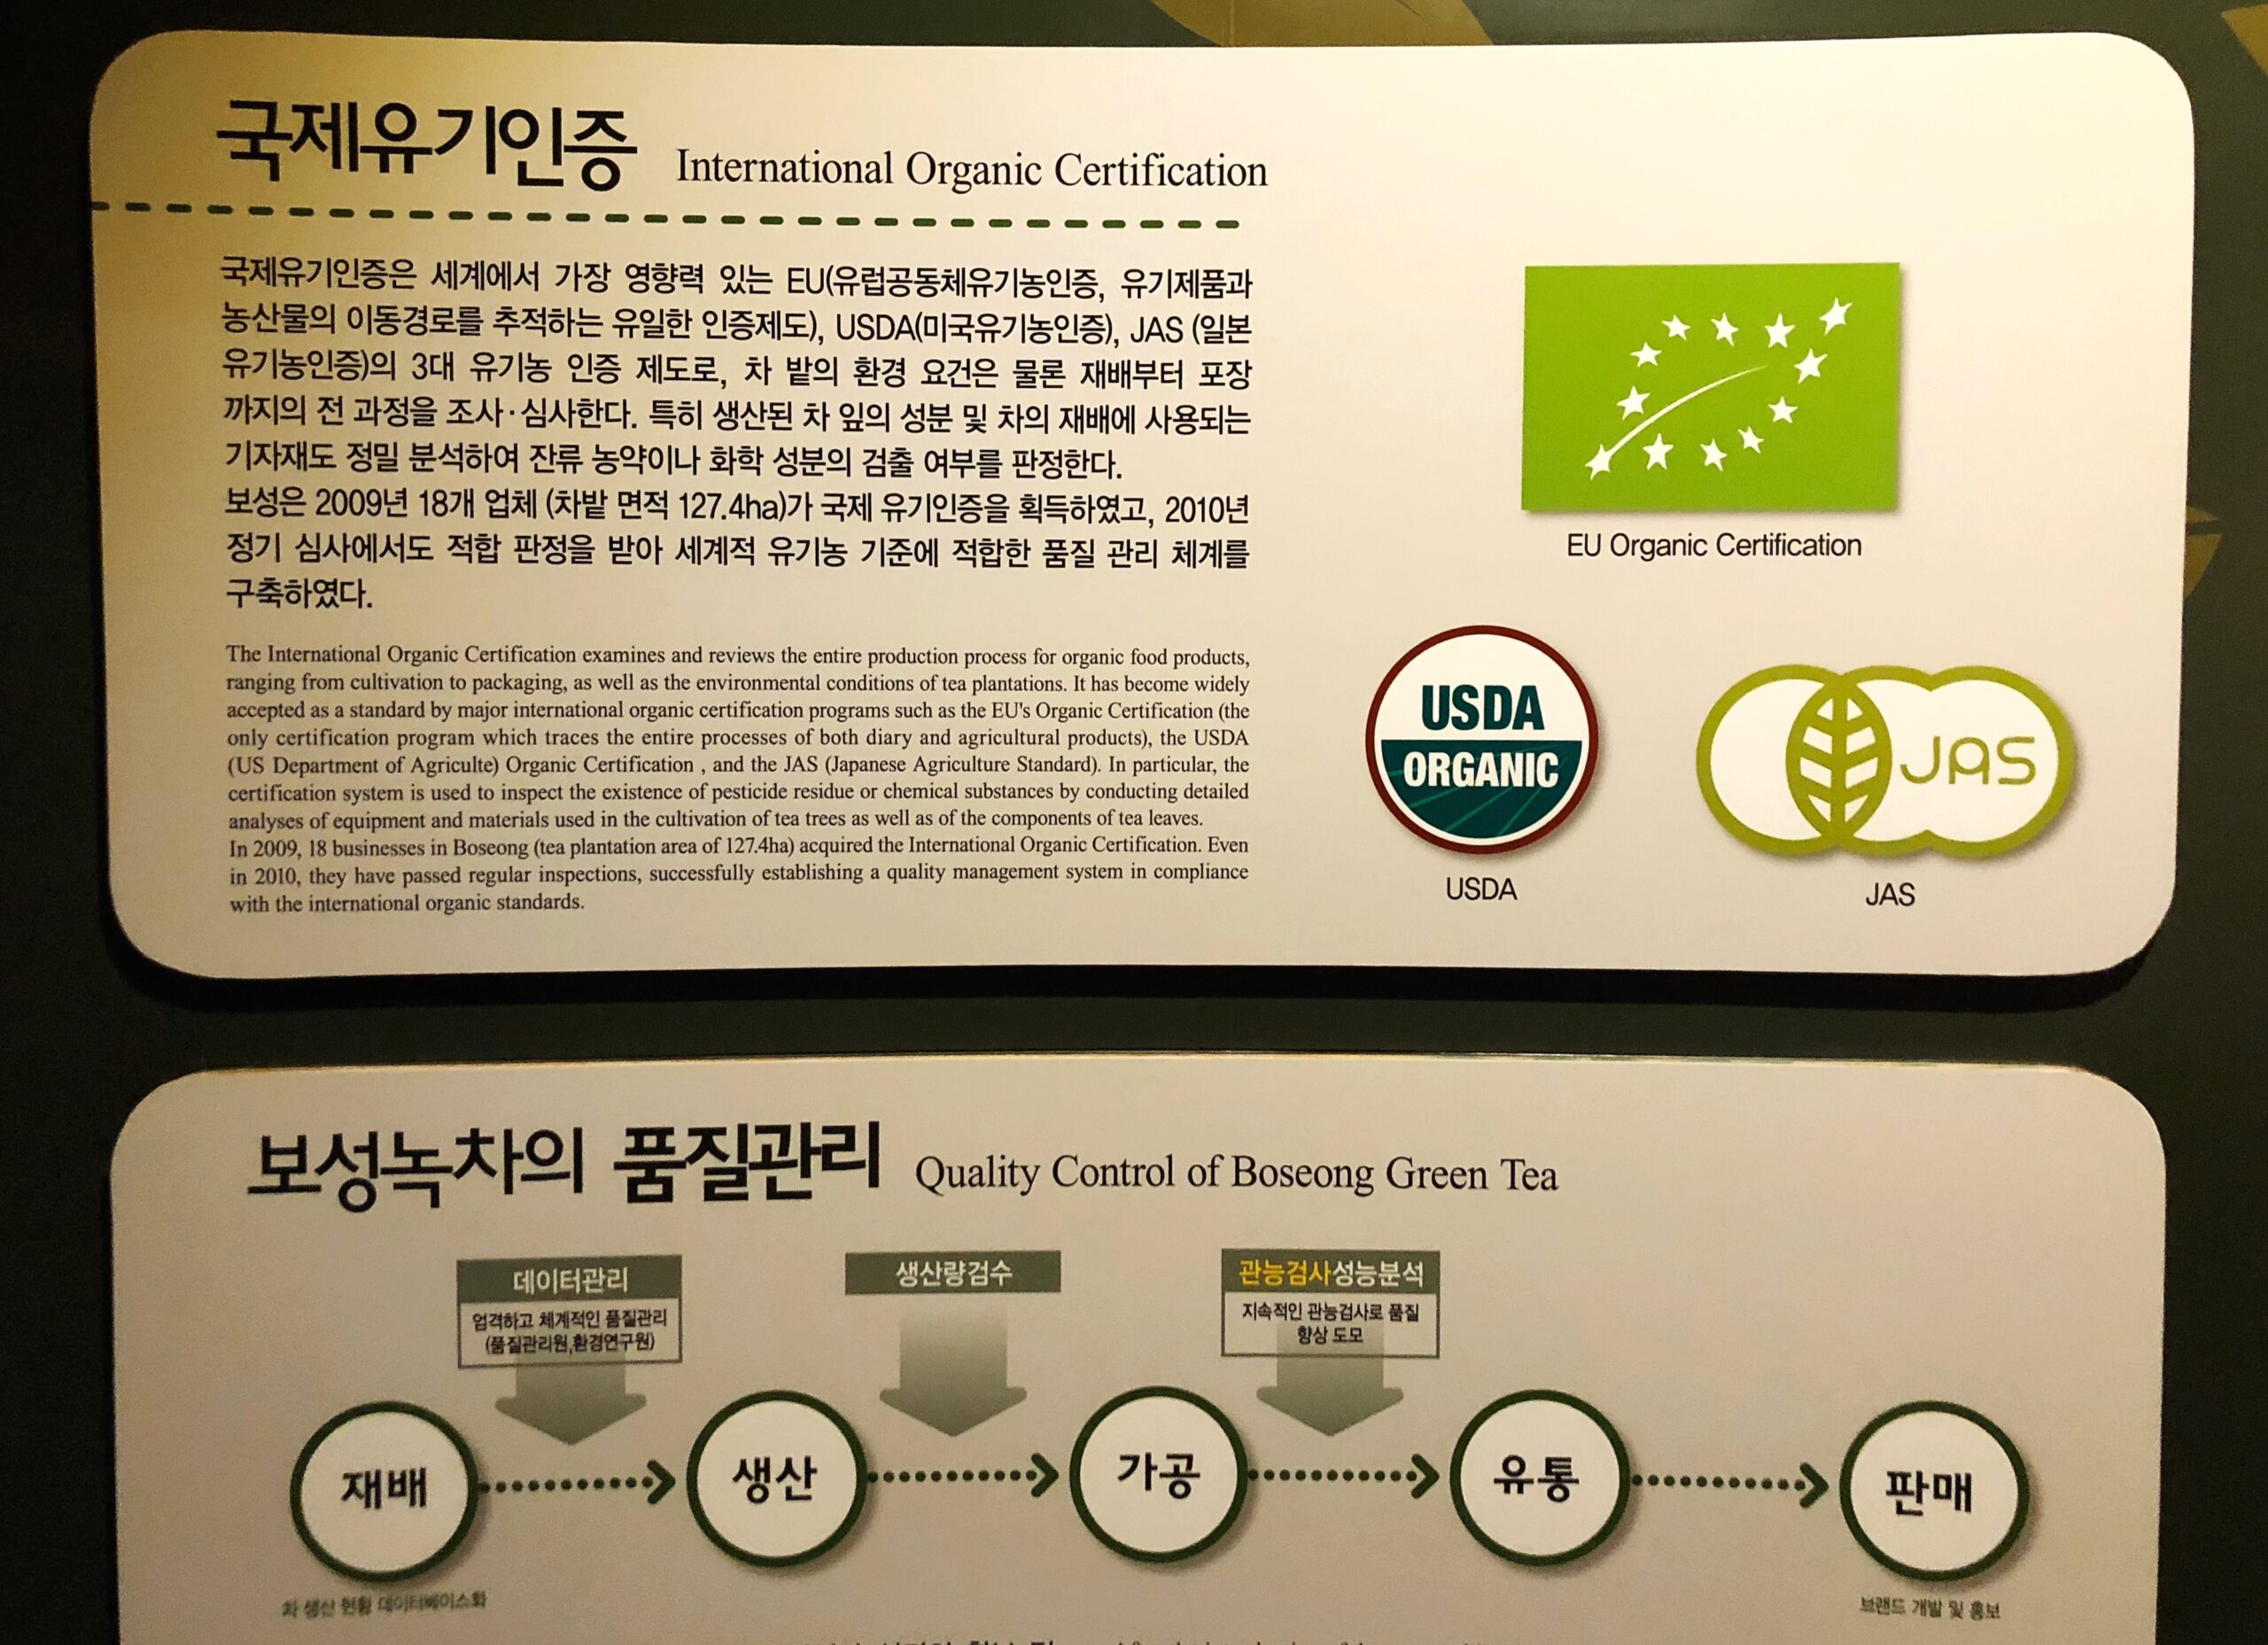 국제유기인증 International Organic Certification
국제유기인증은 세계에서 가장 영향력 있는 EU(유럽공동체유기농인증, 유기제품과
농산물의 이동경로를 추적하는 유일한 인증제도), USDA(미국유기농인증), JAS (일본
유기농인증)의 3대 유기농 인증 제도로, 차 밭의 환경 요건은 물론 재배부터 포장
까지의 전 과정을 조사·심사한다. 특히 생산된 차 잎의 성분 및 차의 재배에 사용되는
기자재도 정밀 분석하여 잔류 농약이나 화학 성분의 검출 여부를 판정한다.
보성은 2009년 18개 업체 (차밭 면적 127.4ha)가 국제 유기인증을 획득하였고, 2010년
정기 심사에서도 적합 판정을 받아 세계적 유기농 기준에 적합한 품질 관리 체계를
구축하였다.
The International Organic Certification examines and reviews the entire production process for organic food products,
ranging from cultivation to packaging, as well as the environmental conditions of tea plantations. It has become widely
accepted as a standard by major international organic certification programs such as the EU's Organic Certification (the
only certification program which traces the entire processes of both diary and agricultural products), the USDA
(US Department of Agriculte) Organic Certification , and the JAS (Japanese Agriculture Standard). In particular, the
certification system is used to inspect the existence of pesticide residue or chemical substances by conducting detailed
analyses of equipment and materials used in the cultivation of tea trees as well as of the components of tea leaves.
In 2009, 18 businesses in Boseong (tea plantation area of 127.4ha) acquired the International Organic Certification. Even
in 2010, they have passed regular inspections, successfully establishing a quality management system in compliance
with the international organic standards.
EU Organic Certification
USDA
ORGANIC
USDA
JAS
JAS
보성녹차의 품질관리 Quality Control of Boseong Green Tea
데이터관리
엄격하고 체계적인 품질관리
(품질관리원,환경연구원)
생산량검수
관능검사성능분석
지속적인 관능검사로 품질
향상 도모
재배
생산
가공
유통
판매
차 생산 현황 데이터베이스화
브랜드 개발 및 홍보